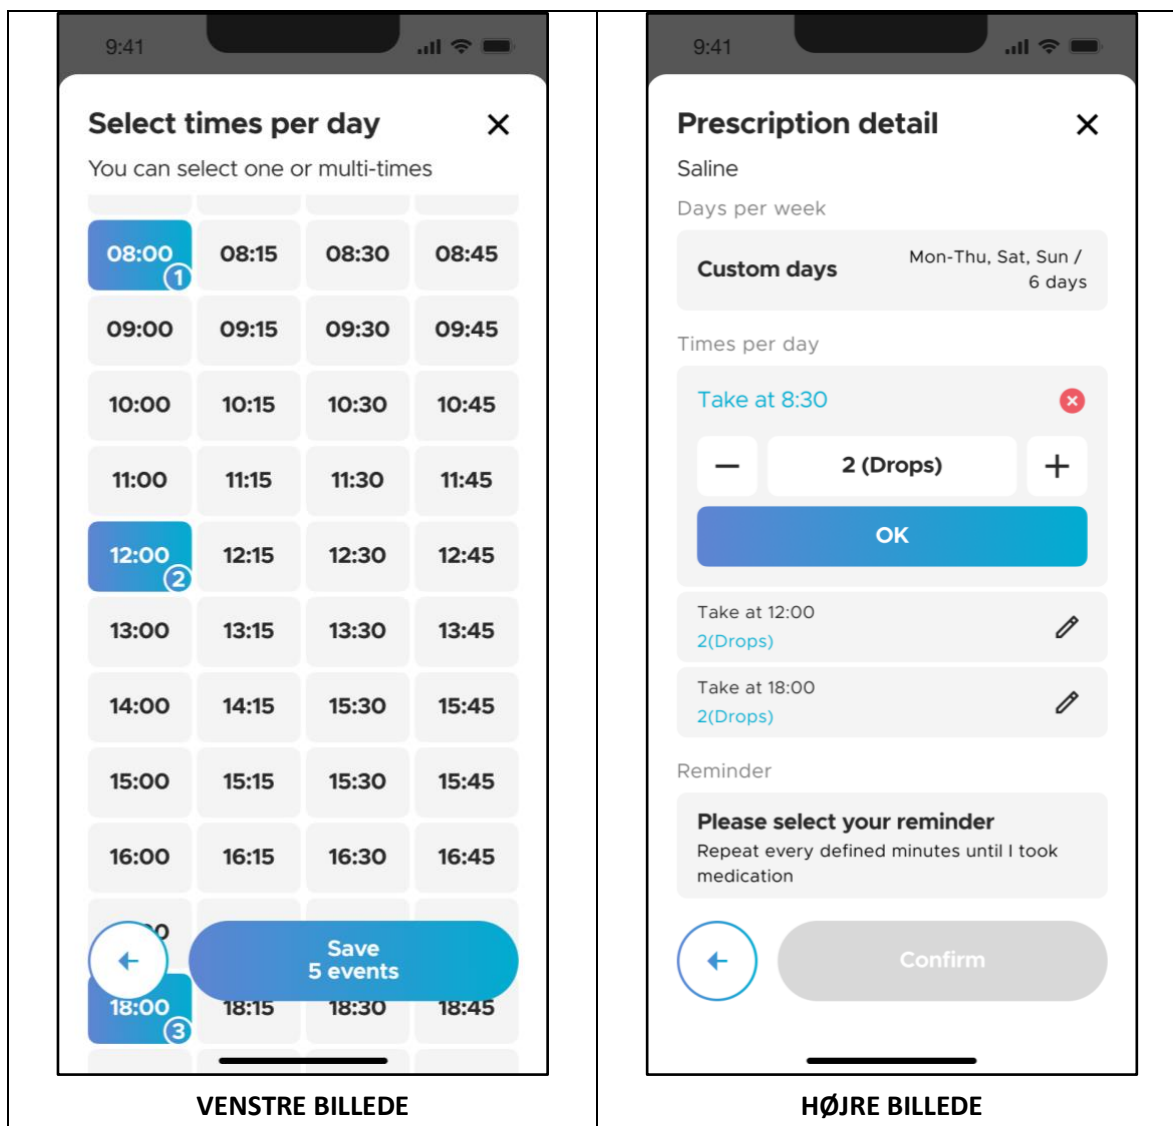 9:41
Select times per day
You can select one or multi-times
08:00 1 08:15 08:30 08:45
09:00 09:15 09:30 09:45
10:00 10:15 10:30 10:45
11:00 11:15 11:30 11:45
12:00 2 12:15 12:30 12:45
13:00 13:15 13:30 13:45
14:00 14:15 15:30 15:45
15:00 15:15 15:30 15:45
16:00 16:15 16:30 16:45
Save
5 events
18:00 3 18:15 18:30 18:45
VENSTRE BILLEDE
9:41
Prescription detail
Saline
Days per week
Custom days
Mon-Thu, Sat, Sun /
6 days
Times per day
Take at 8:30
2 (Drops)
OK
Take at 12:00
2(Drops)
Take at 18:00
2(Drops)
Reminder
Please select your reminder
Repeat every defined minutes until I took
medication
Confirm
HØJRE BILLEDE